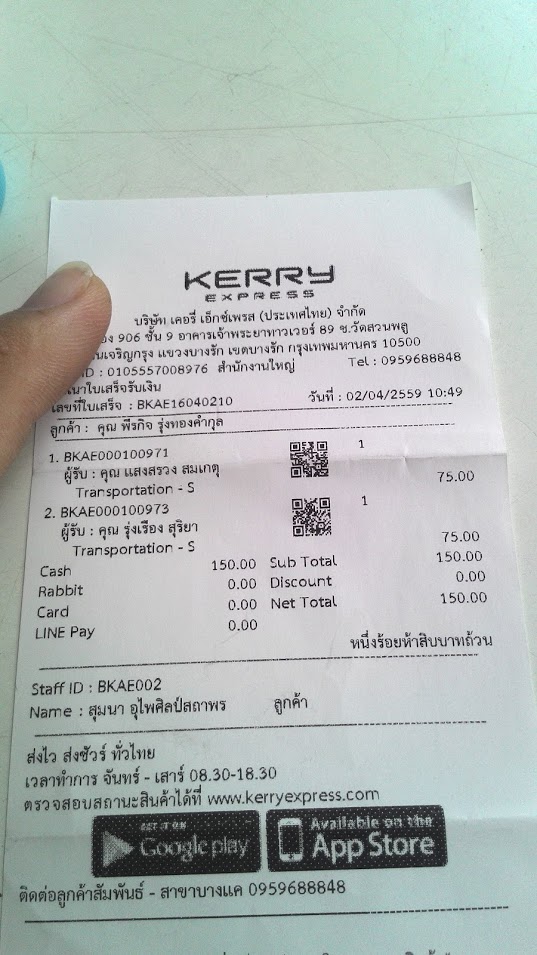 KERRY
EXPRESS
บริษัท เคอรี่ เอ็กซ์เพรส (ประเทศไทย) จำกัด
906 ชั้น 9 อาคารเจ้าพระยาทาวเวอร์ 89 ซ.วัดสวนพลู
เจริญกรุง แขวงบางรัก เขตบางรัก กรุงเทพมหานคร 10500
ID : 0105557008976 สำนักงานใหญ่ Tel : 0959688848
ใบเสร็จรับเงิน
เลขที่ใบเสร็จ : BKAE16040210 วันที่ : 02/04/2559 10:49
ลูกค้า : คุณ พีรกิจ รุ่งทองคำกุล
1. BKAE000100971 1
ผู้รับ : คุณ แสงสรวง สมเกตุ
Transportation - S 75.00
2. BKAE000100973 1
ผู้รับ : คุณ รุ่งเรือง สุริยา
Transportation - S 75.00
Cash 150.00 Sub Total 150.00
Rabbit 0.00 Discount 0.00
Card 0.00 Net Total 150.00
LINE Pay 0.00
หนึ่งร้อยห้าสิบบาทถ้วน
Staff ID : BKAE002
Name : สุมนา อุไพศิลป์สถาพร ลูกค้า
ส่งไว ส่งชัวร์ ทั่วไทย
เวลาทำการ จันทร์ - เสาร์ 08.30-18.30
ตรวจสอบสถานะสินค้าได้ที่ www.kerryexpress.com
GET IT ON
Google play
Available on the
App Store
ติดต่อลูกค้าสัมพันธ์ - สาขาบางแค 0959688848